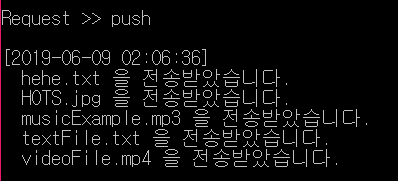 Request >> push
[2019-06-09 02:06:36]
hehe.txt 을 전송받았습니다.
HOTS.jpg 을 전송받았습니다.
musicExample.mp3 을 전송받았습니다.
textFile.txt 을 전송받았습니다.
videoFile.mp4 을 전송받았습니다.